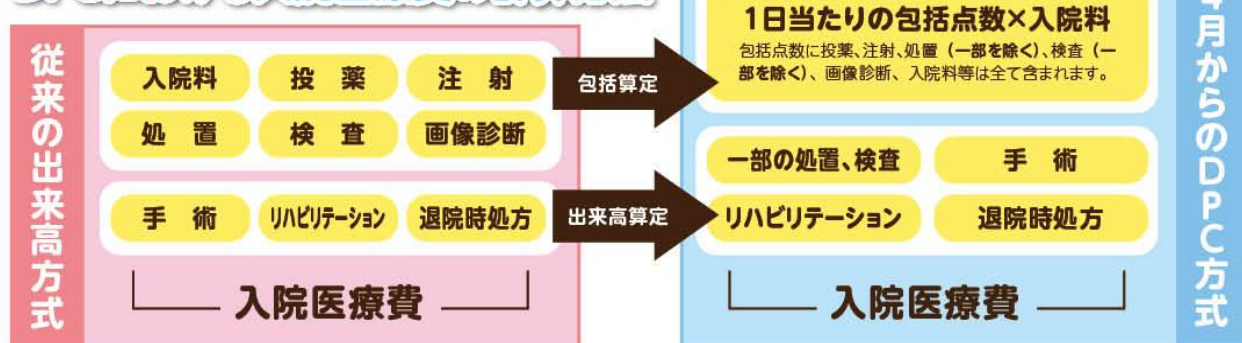 従来の出来高方式
入院料
投薬
注射
処置
検査
画像診断
手術
リハビリテーション
退院時処方
入院医療費
包括算定
出来高算定
1日当たりの包括点数×入院料
包括点数に投薬、注射、処置（一部を除く）、検査（一
部を除く）、画像診断、入院料等は全て含まれます。
一部の処置、検査
手術
リハビリテーション
退院時処方
入院医療費
月からのDPC方式